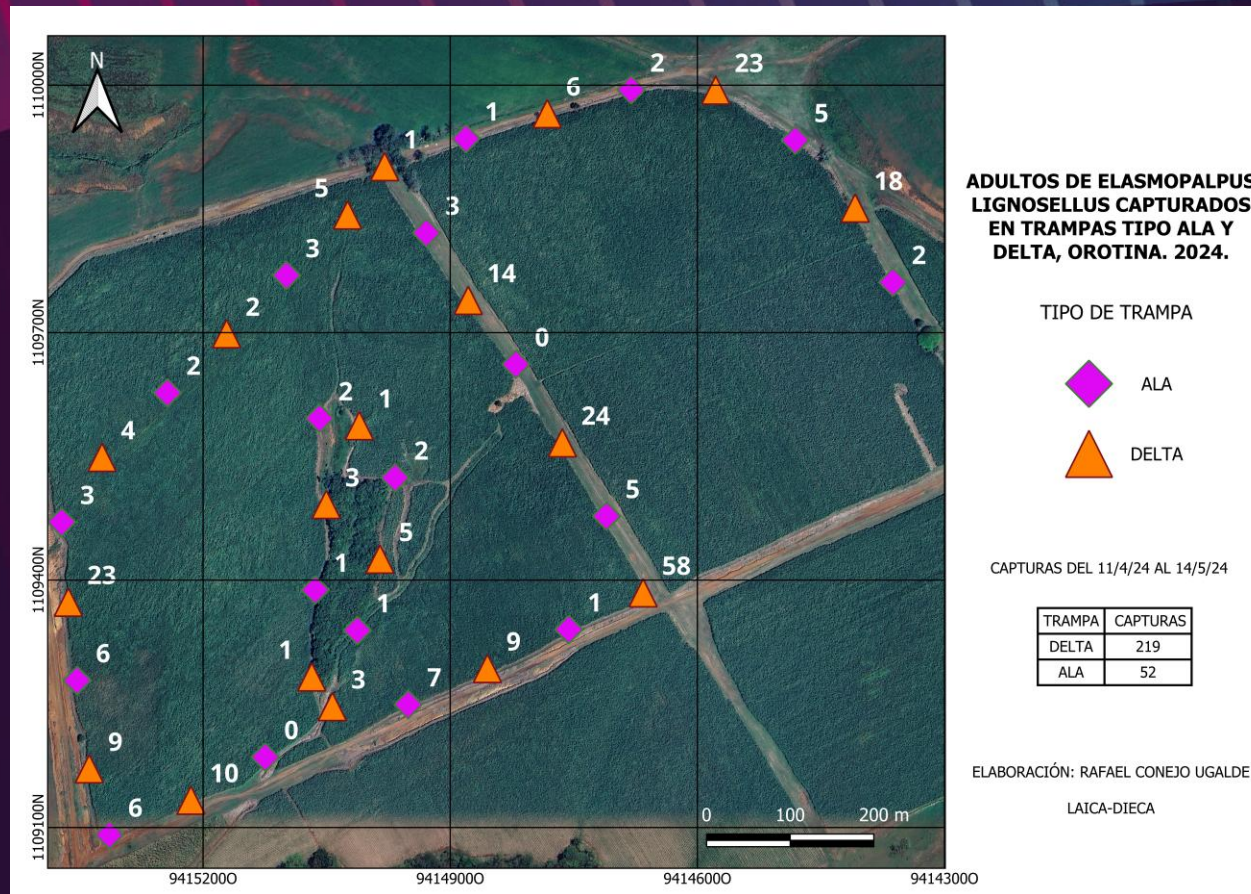 N
1110000N
1109700N
1109400N
1109100N
2
23
6
1
5
1
18
5
3
3
2
14
2
0
2
2
1
24
4
2
3
3
5
5
23
1
1
58
1
9
6
1
3
7
9
0
10
6
0 100 200 m
94152000 94149000 94146000 94143000
ADULTOS DE ELASMOPALPUS
LIGNOSELLUS CAPTURADOS
EN TRAMPAS TIPO ALA Y
DELTA, OROTINA. 2024.
TIPO DE TRAMPA
ALA
DELTA
CAPTURAS DEL 11/4/24 AL 14/5/24
TRAMPA CAPTURAS
DELTA 219
ALA 52
ELABORACIÓN: RAFAEL CONEJO UGALDE
LAICA-DIECA